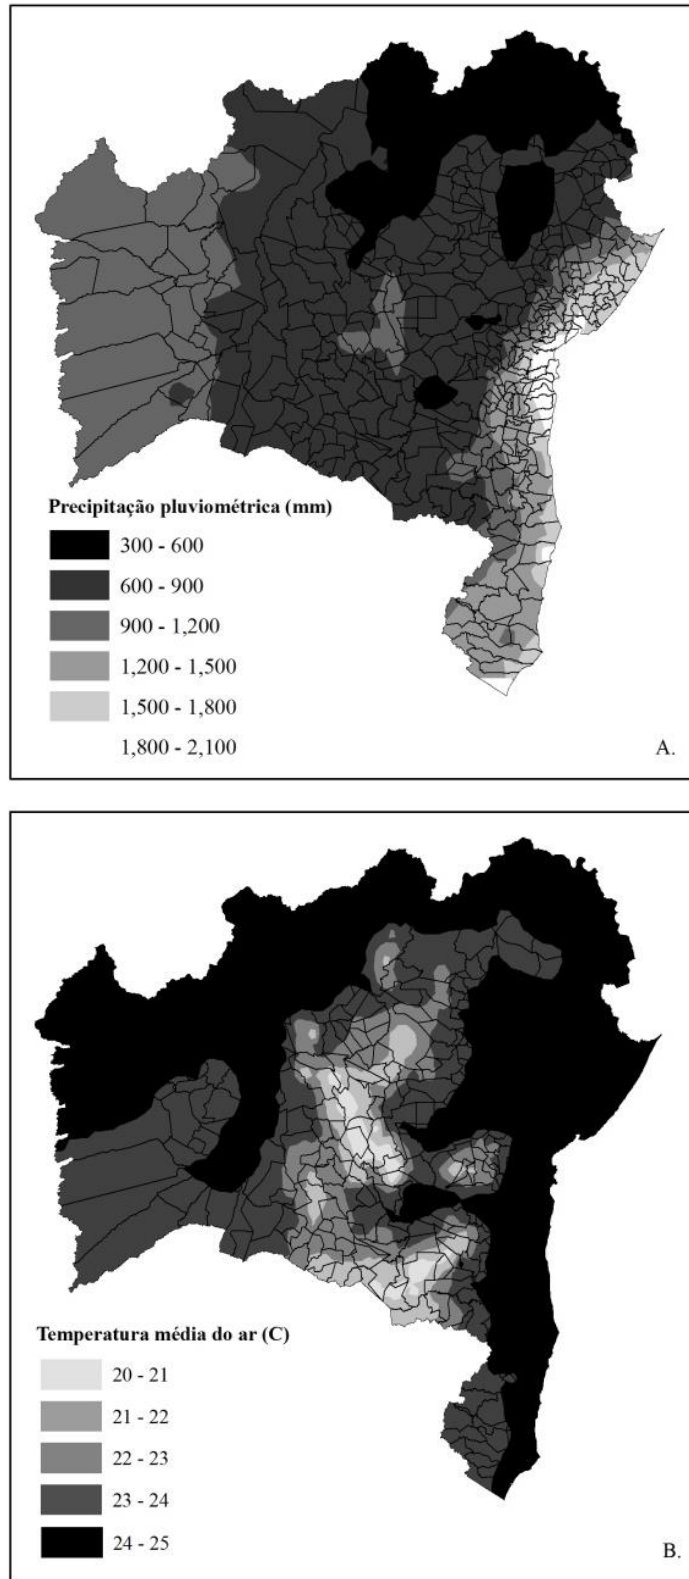 Precipitação pluviométrica (mm)
300 - 600
600 - 900
900 - 1,200
1,200 - 1,500
1,500 - 1,800
1,800 - 2,100
A.
Temperatura média do ar (C)
20 - 21
21 - 22
22 - 23
23 - 24
24 - 25
B.